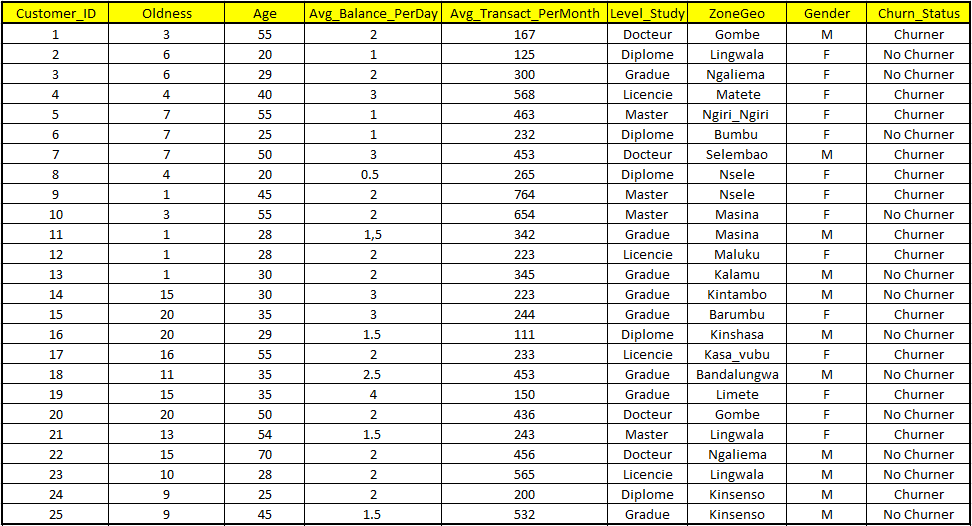 Customer_ID Oldness Age Avg_Balance_PerDay Avg_Transact_PerMonth Level_Study ZoneGeo Gender Churn_Status
1 3 55 2 167 Docteur Gombe M Churner
2 6 20 1 125 Diplome Lingwala F No Churner
3 6 29 2 300 Gradue Ngaliema F No Churner
4 4 40 3 568 Licencie Matete F Churner
5 7 55 1 463 Master Ngiri_Ngiri F Churner
6 7 25 1 232 Diplome Bumbu F No Churner
7 7 50 3 453 Docteur Selembao M Churner
8 4 20 0.5 265 Diplome Nsele F Churner
9 1 45 2 764 Master Nsele F Churner
10 3 55 2 654 Master Masina F No Churner
11 1 28 1,5 342 Gradue Masina M Churner
12 1 28 2 223 Licencie Maluku F Churner
13 1 30 2 345 Gradue Kalamu M No Churner
14 15 30 3 223 Gradue Kintambo M No Churner
15 20 35 3 244 Gradue Barumbu F Churner
16 20 29 1.5 111 Diplome Kinshasa M No Churner
17 16 55 2 233 Licencie Kasa_vubu F Churner
18 11 35 2.5 453 Gradue Bandalungwa M No Churner
19 15 35 4 150 Gradue Limete F Churner
20 20 50 2 436 Docteur Gombe F No Churner
21 13 54 1.5 243 Master Lingwala F Churner
22 15 70 2 456 Docteur Ngaliema M No Churner
23 10 28 2 565 Licencie Lingwala M No Churner
24 9 25 2 200 Diplome Kinsenso M Churner
25 9 45 1.5 532 Gradue Kinsenso M No Churner